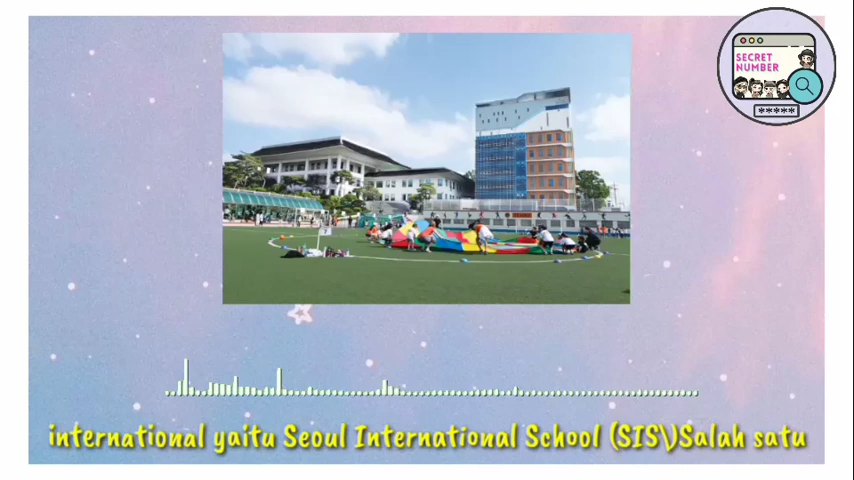 SECRET
NUMBER
*****
international yaitu Seoul International School (SIS\)Salah satu